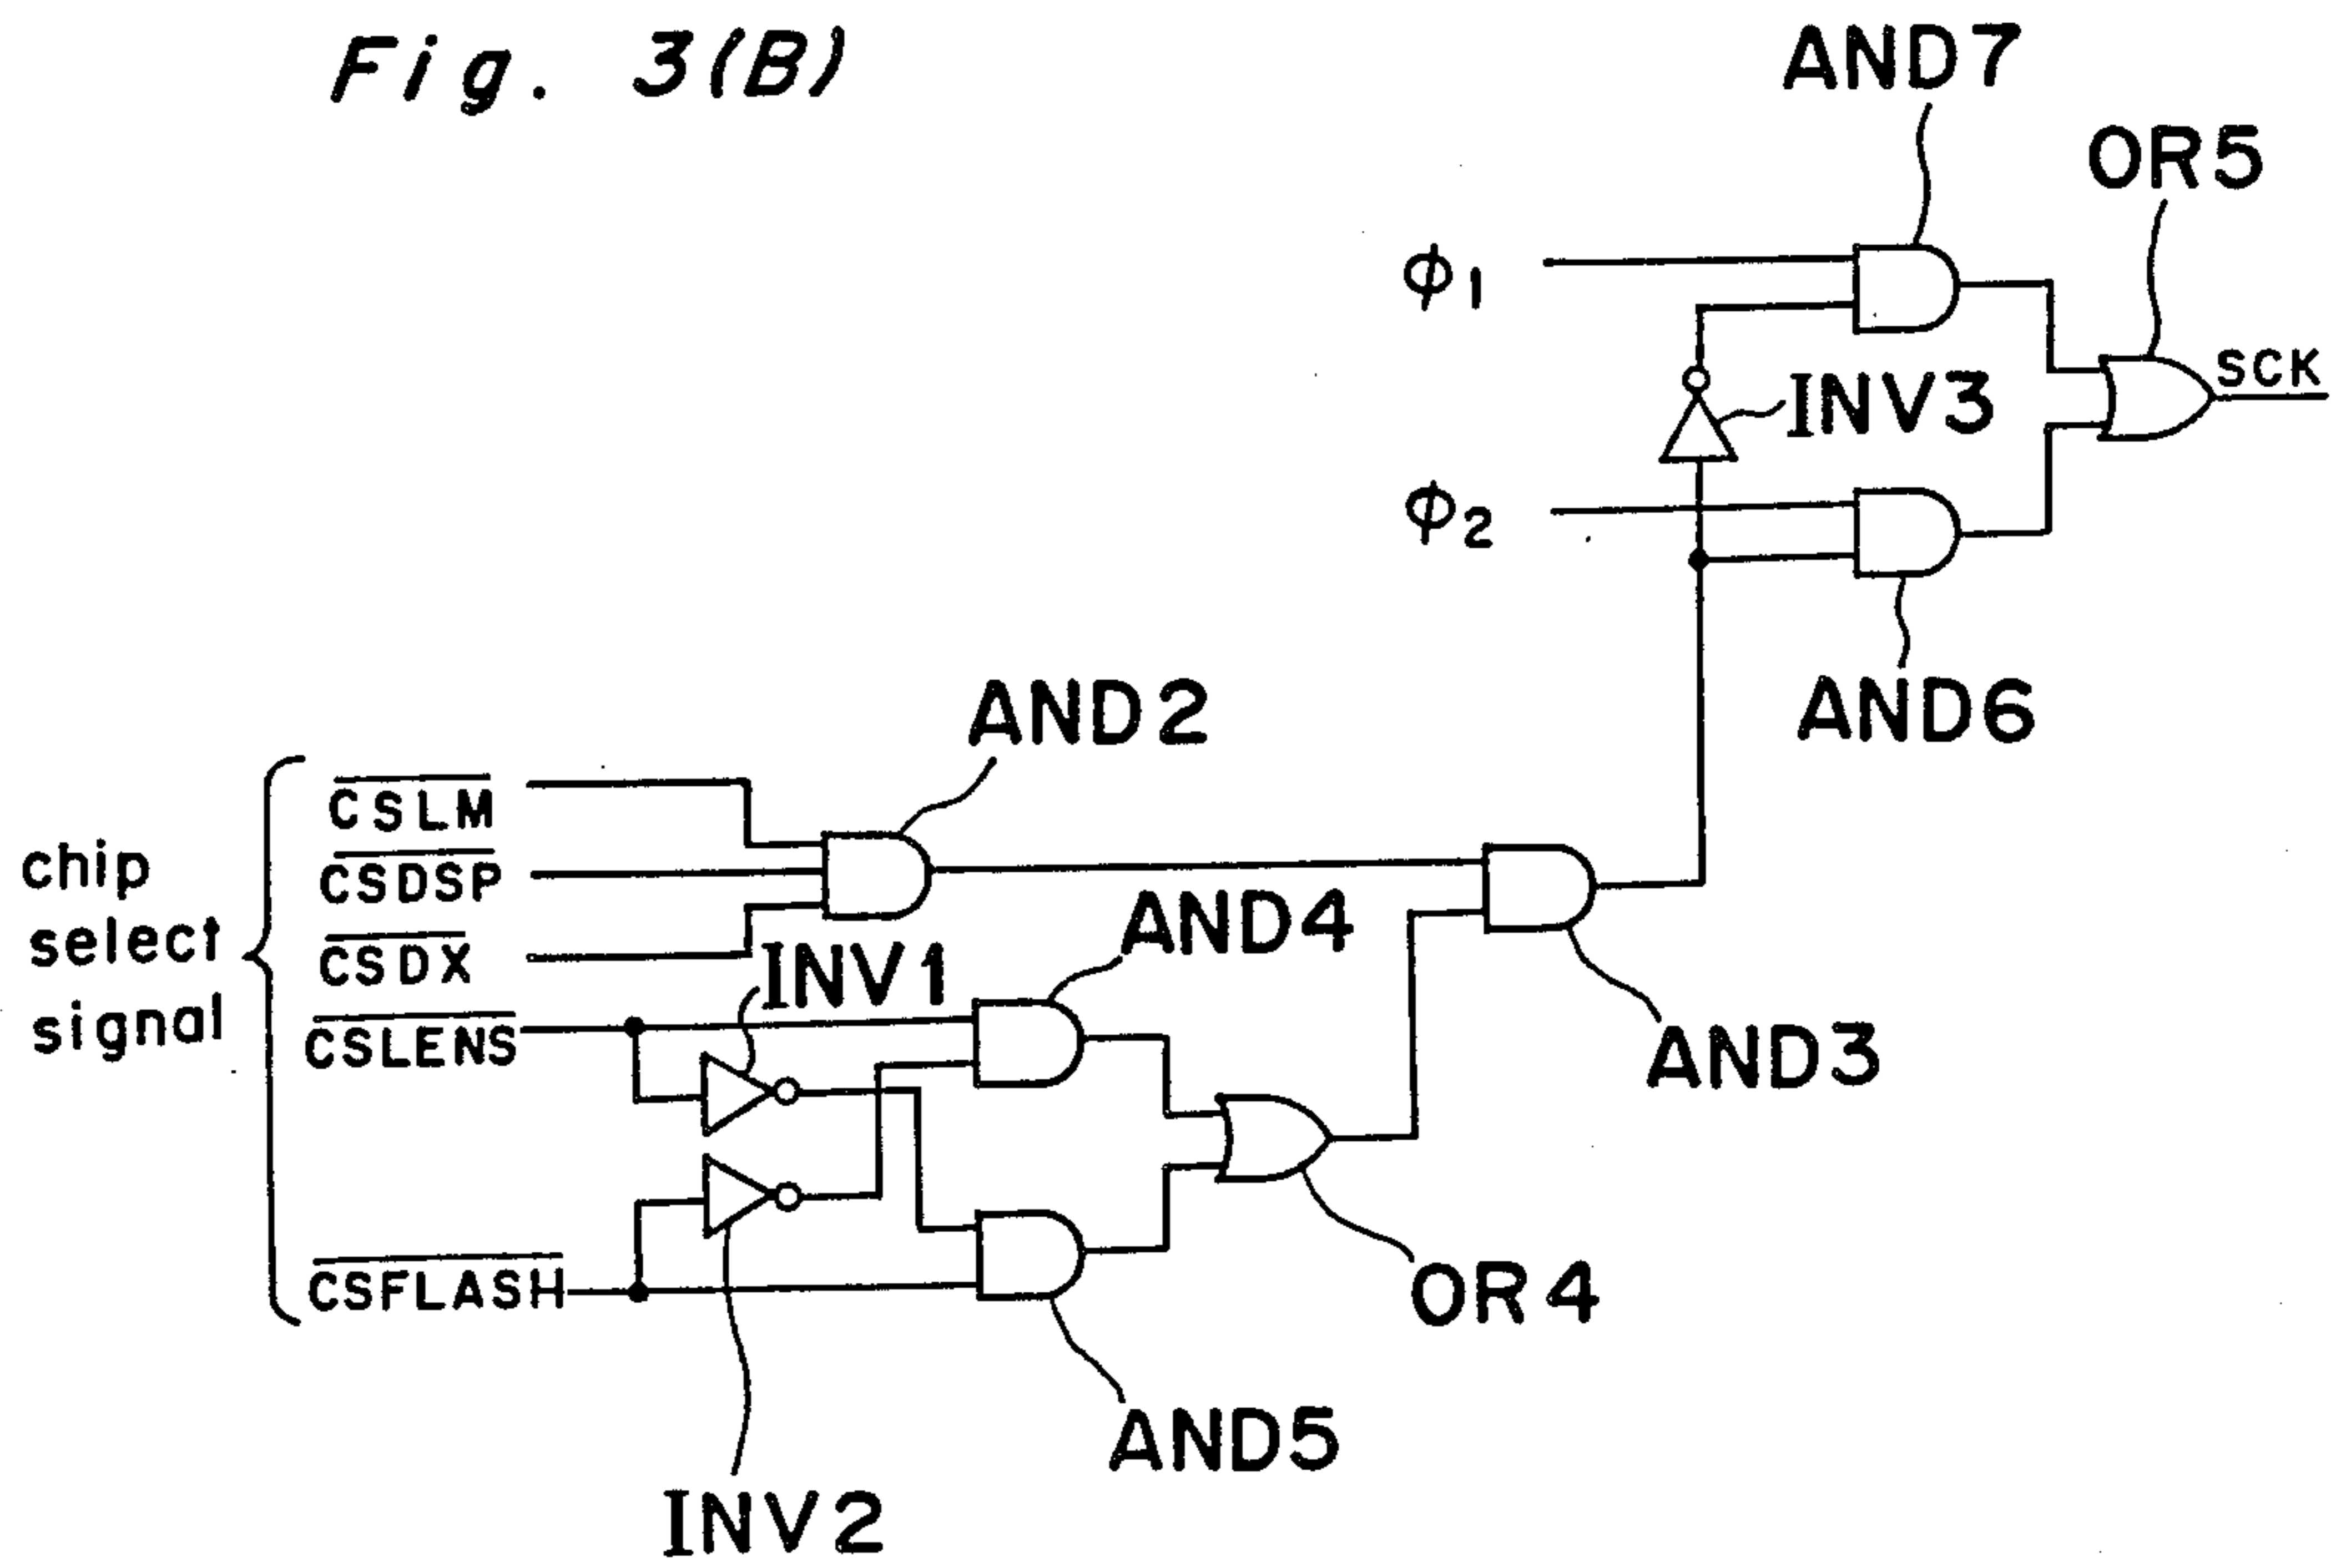 Fig. 3(B)
AND7
OR5
ϕ1
SCK
INV3
ϕ2
AND6
AND2
chip
select
signal
CSLM
CSDSP
CSDX
CSLENS
CSFLASH
INV1
AND4
AND3
OR4
AND5
INV2